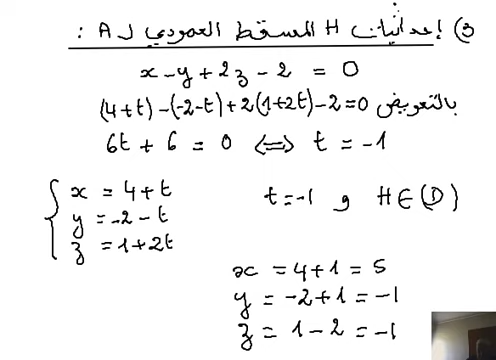 3) إحداثيات H المسقط العمودي لـ A :
x - y + 2z - 2 = 0
(4+t) - (-2-t) + 2(1+2t) - 2 = 0 بالتعويض
6t + 6 = 0 ⟺ t = -1
x = 4+t
y = -2-t
z = 1+2t
t = -1 و H ∈ (D)
x = 4+1 = 5
y = -2+1 = -1
z = 1-2 = -1